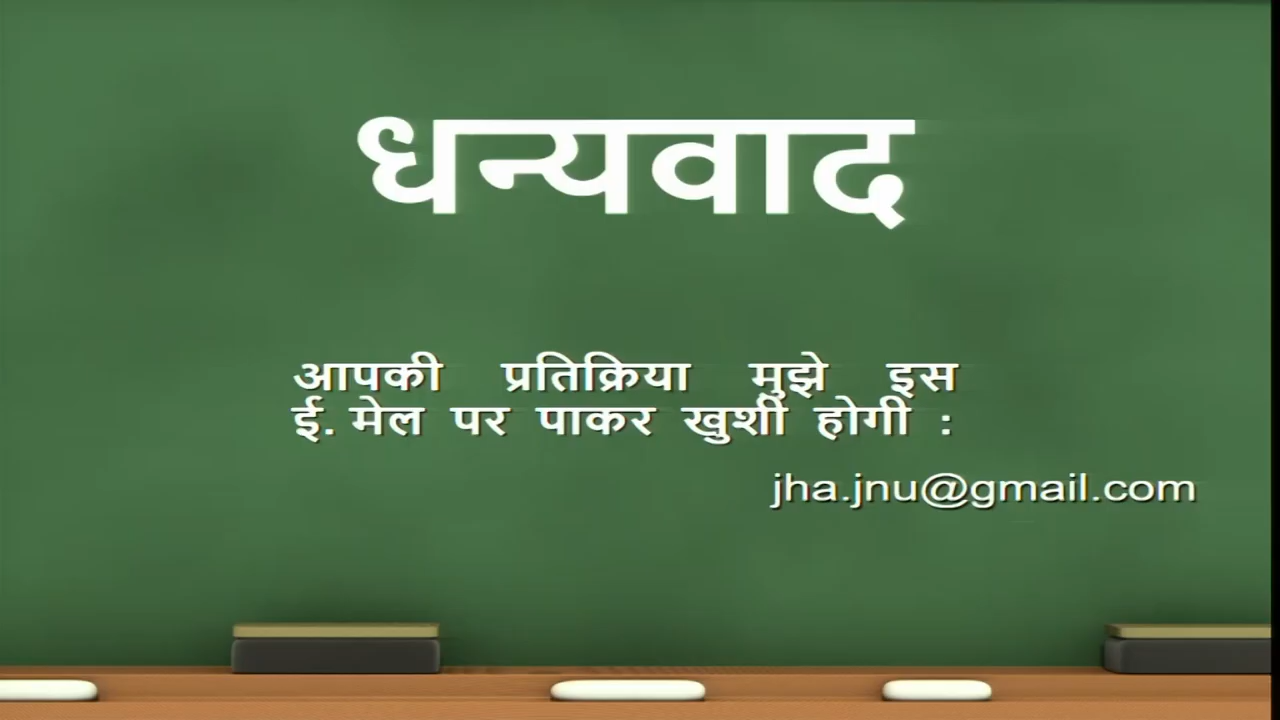 धन्यवाद
आपकी प्रतिक्रिया मुझे इस
ई. मेल पर पाकर खुशी होगी :
jha.jnu@gmail.com